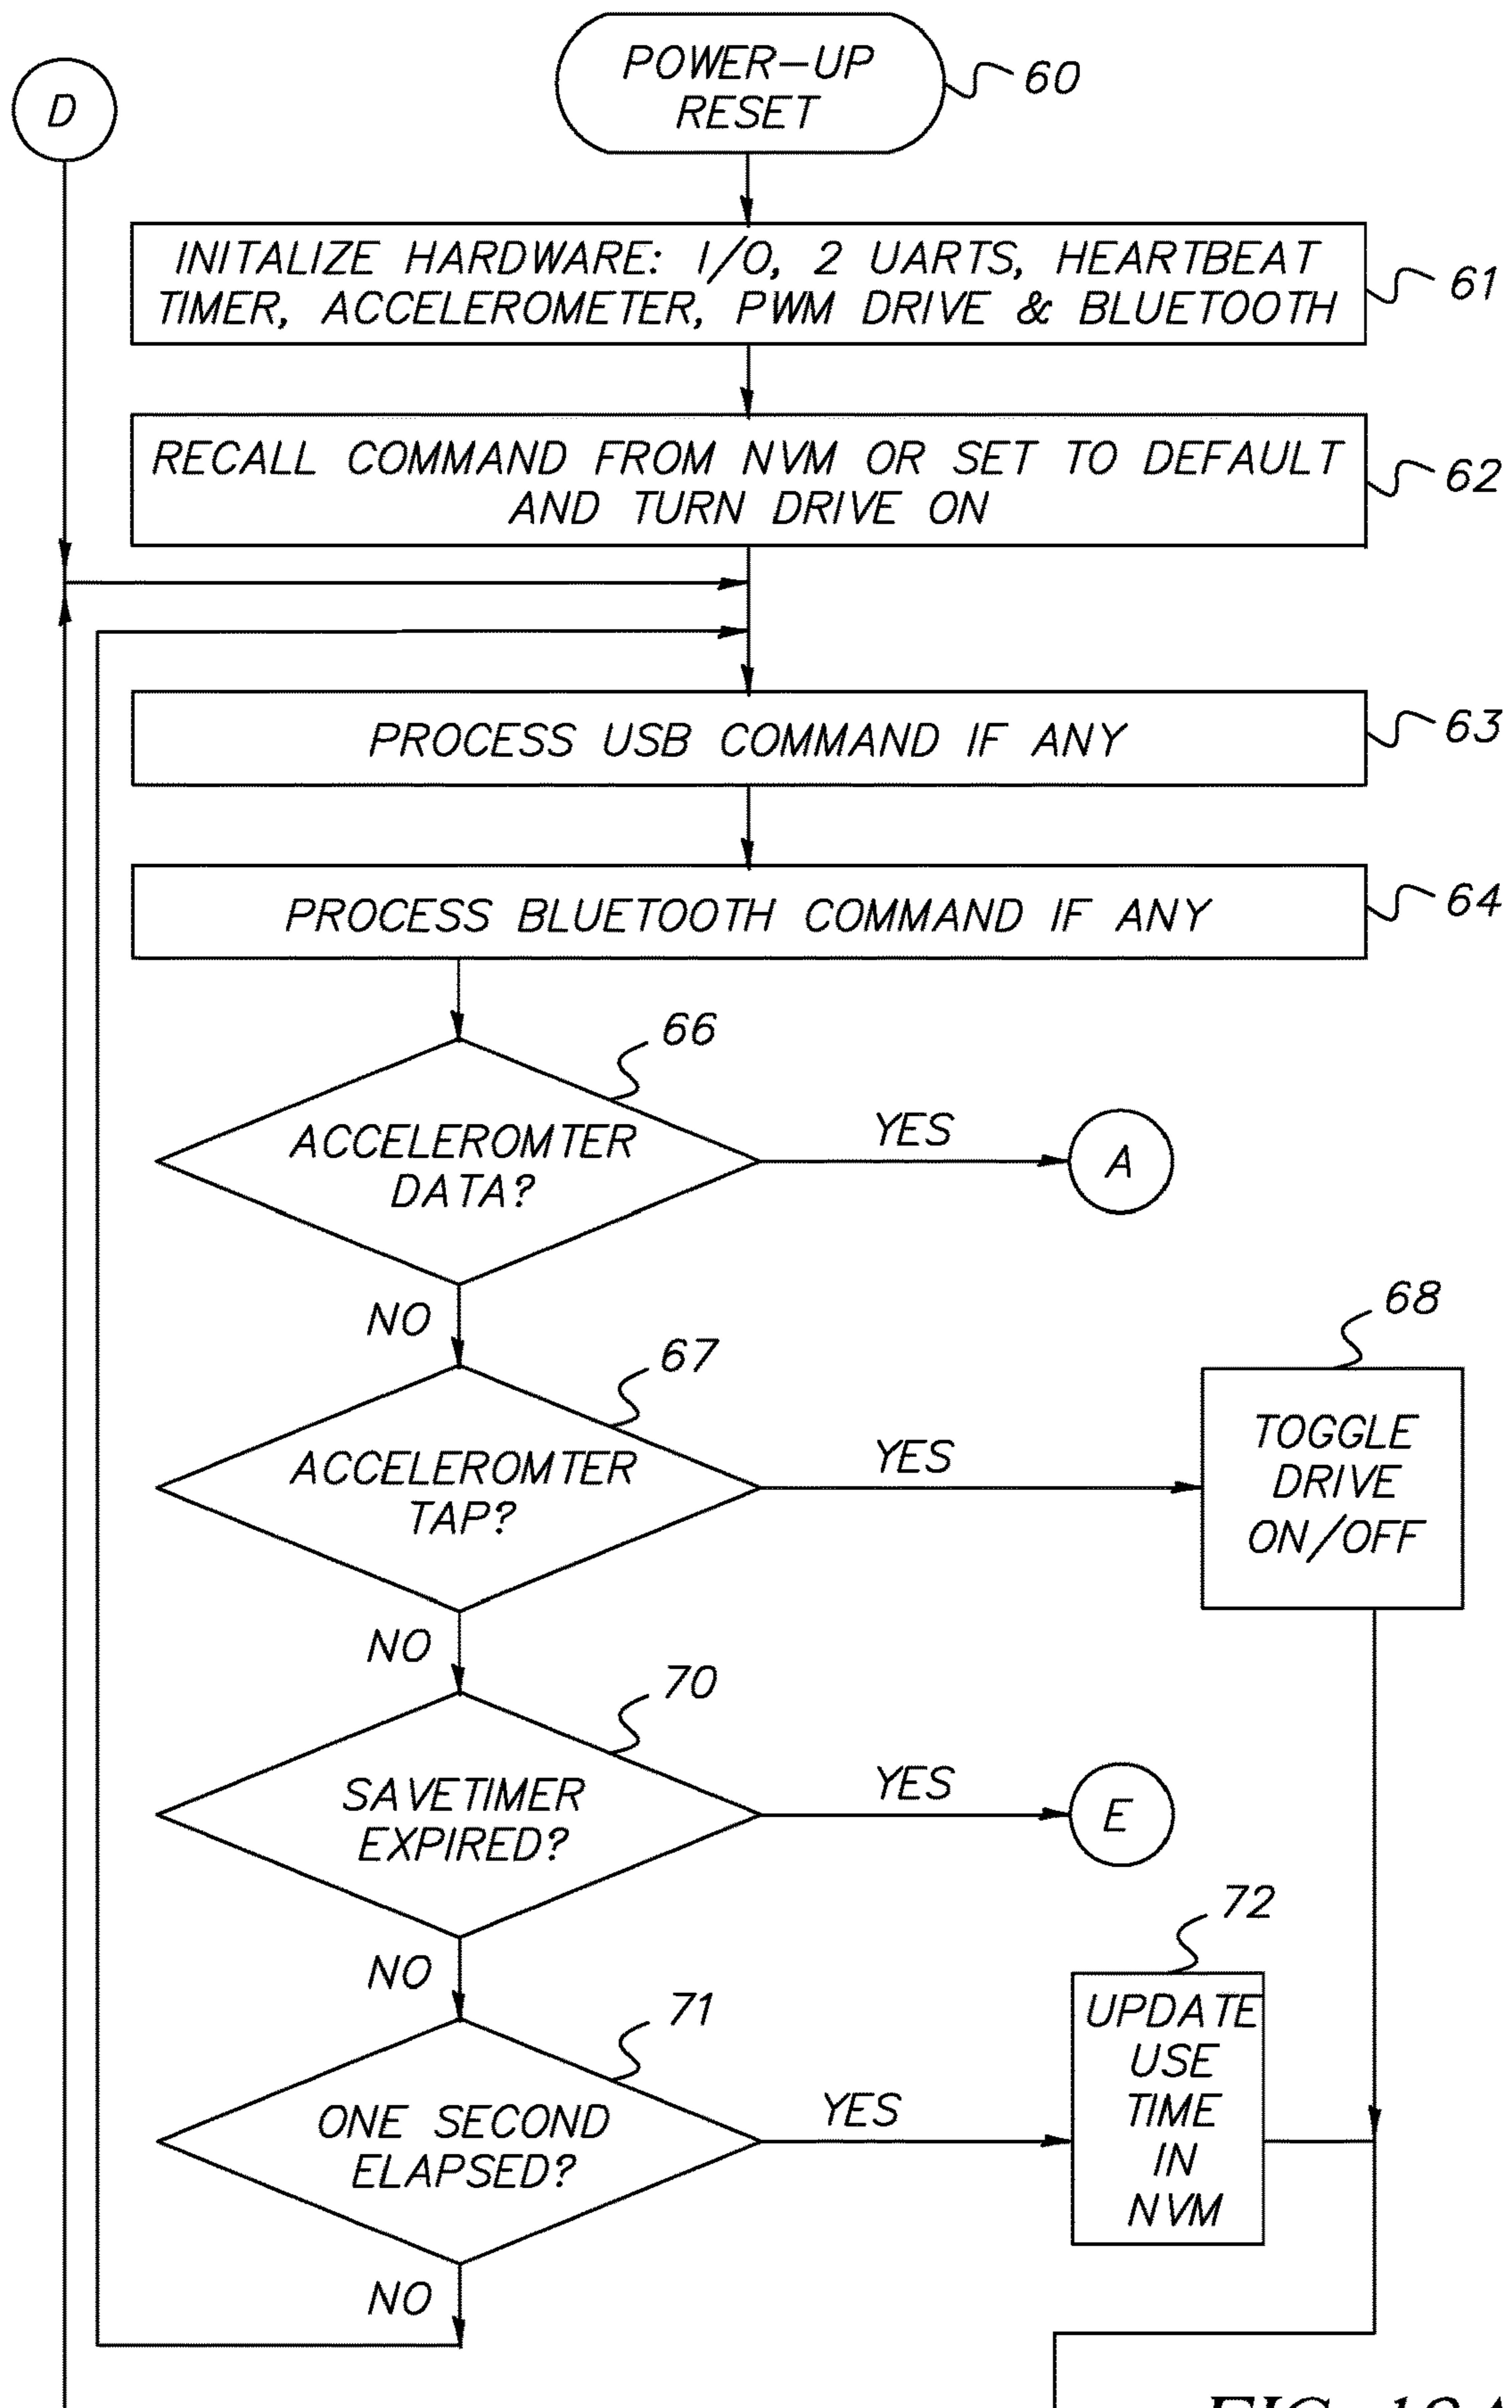 D
POWER-UP
RESET
60
INITALIZE HARDWARE: I/O, 2 UARTS, HEARTBEAT
TIMER, ACCELEROMETER, PWM DRIVE & BLUETOOTH
61
RECALL COMMAND FROM NVM OR SET TO DEFAULT
AND TURN DRIVE ON
62
PROCESS USB COMMAND IF ANY
63
PROCESS BLUETOOTH COMMAND IF ANY
64
66
ACCELEROMTER
DATA?
YES
A
NO
67
ACCELEROMTER
TAP?
YES
68
TOGGLE
DRIVE
ON/OFF
NO
70
SAVETIMER
EXPIRED?
YES
E
NO
71
ONE SECOND
ELAPSED?
YES
72
UPDATE
USE
TIME
IN
NVM
NO